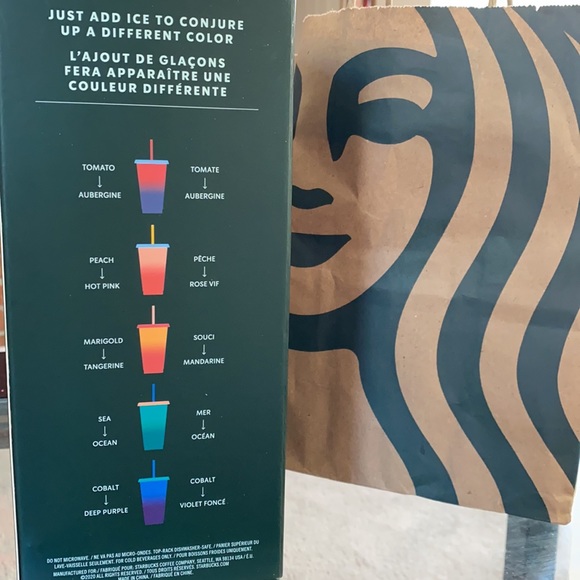 JUST ADD ICE TO CONJURE
UP A DIFFERENT COLOR
L'AJOUT DE GLAÇONS
FERA APPARAÎTRE UNE
COULEUR DIFFÉRENTE
TOMATO
↓
AUBERGINE
TOMATE
↓
AUBERGINE
PEACH
↓
HOT PINK
PÊCHE
↓
ROSE VIF
MARIGOLD
↓
TANGERINE
SOUCI
↓
MANDARINE
SEA
↓
OCEAN
MER
↓
OCÉAN
COBALT
↓
DEEP PURPLE
COBALT
↓
VIOLET FONCÉ
DO NOT MICROWAVE. / NE VA PAS AU MICRO-ONDES. TOP-RACK DISHWASHER-SAFE. / PANIER SUPÉRIEUR DU
LAVE-VAISSELLE SEULEMENT. FOR COLD BEVERAGES ONLY. / POUR BOISSONS FROIDES UNIQUEMENT.
MANUFACTURED FOR / FABRIQUÉ POUR: STARBUCKS COFFEE COMPANY, SEATTLE, WA 98134 USA / É.U
©2020 ALL RIGHTS RESERVED. / TOUS DROITS RÉSERVÉS. STARBUCKS.COM
MADE IN CHINA. / FABRIQUÉ EN CHINE.